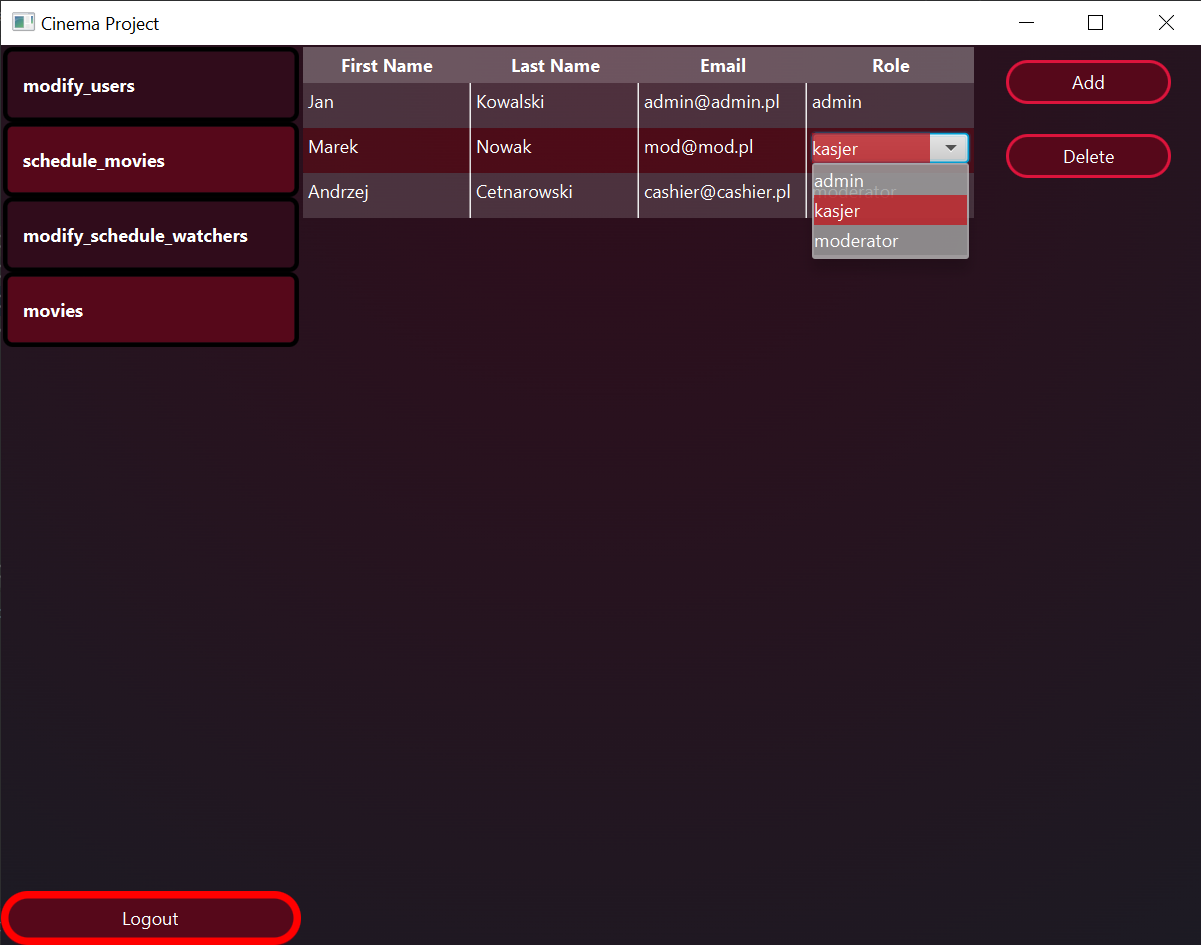 Cinema Project
modify_users
schedule_movies
modify_schedule_watchers
movies
First Name Last Name Email Role
Jan Kowalski admin@admin.pl admin
Marek Nowak mod@mod.pl kasjer
Andrzej Cetnarowski cashier@cashier.pl moderator
admin
kasjer
moderator
Add
Delete
Logout